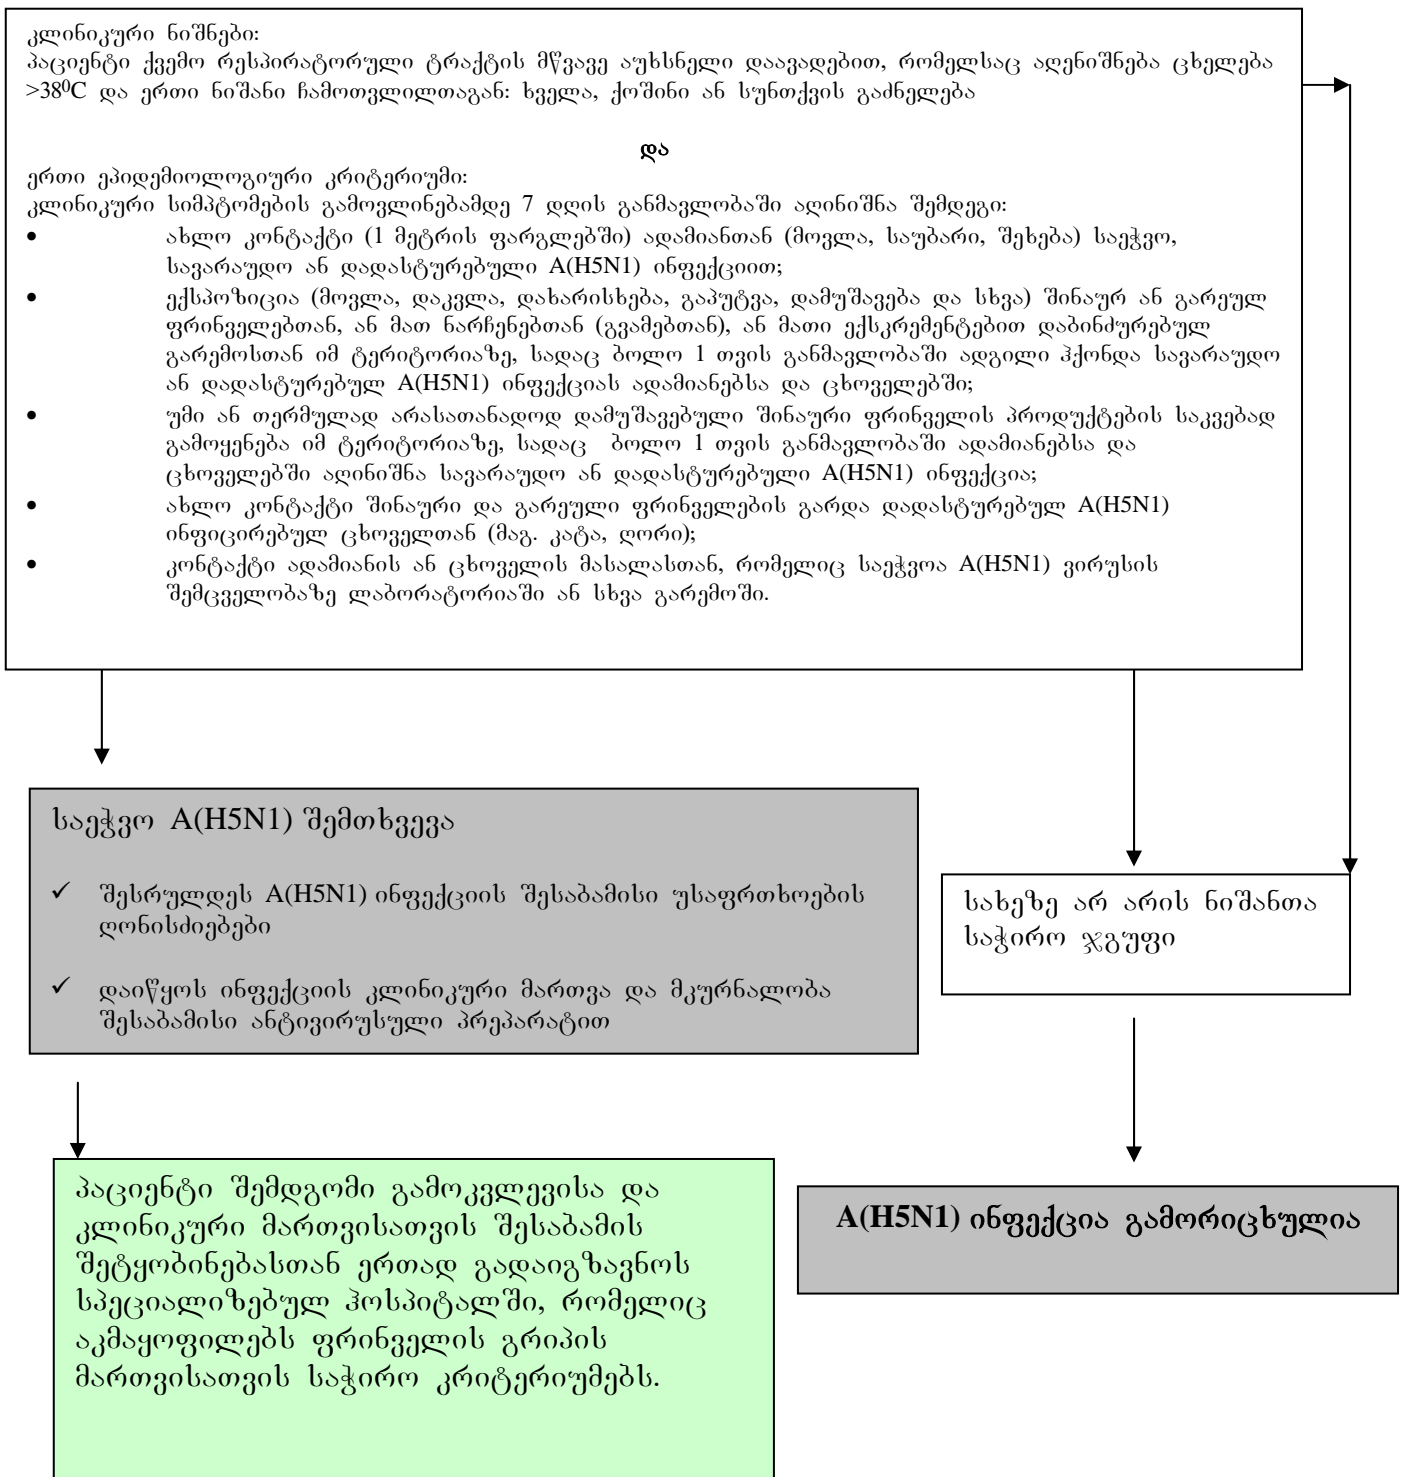 კლინიკური ნიშნები:
პაციენტი ქვემო რესპირატორული ტრაქტის მწვავე აუხსნელი დაავადებით, რომელსაც აღენიშნება ცხელება
>38⁰C და ერთი ნიშანი ჩამოთვლილთაგან: ხველა, ქოშინი ან სუნთქვის გაძნელება
და
ერთი ეპიდემიოლოგიური კრიტერიუმი:
კლინიკური სიმპტომების გამოვლინებამდე 7 დღის განმავლობაში აღინიშნა შემდეგი:
• ახლო კონტაქტი (1 მეტრის ფარგლებში) ადამიანთან (მოვლა, საუბარი, შეხება) საეჭვო,
სავარაუდო ან დადასტურებული A(H5N1) ინფექციით;
• ექსპოზიცია (მოვლა, დაკვლა, დახარისხება, გაპუტვა, დამუშავება და სხვა) შინაურ ან გარეულ
ფრინველებთან, ან მათ ნარჩენებთან (გვამებთან), ან მათი ექსკრემენტებით დაბინძურებულ
გარემოსთან იმ ტერიტორიაზე, სადაც ბოლო 1 თვის განმავლობაში ადგილი ჰქონდა სავარაუდო
ან დადასტურებულ A(H5N1) ინფექციას ადამიანებსა და ცხოველებში;
• უმი ან თერმულად არასათანადოდ დამუშავებული შინაური ფრინველის პროდუქტების საკვებად
გამოყენება იმ ტერიტორიაზე, სადაც ბოლო 1 თვის განმავლობაში ადამიანებსა და
ცხოველებში აღინიშნა სავარაუდო ან დადასტურებული A(H5N1) ინფექცია;
• ახლო კონტაქტი შინაური და გარეული ფრინველების გარდა დადასტურებულ A(H5N1)
ინფიცირებულ ცხოველთან (მაგ. კატა, ღორი);
• კონტაქტი ადამიანის ან ცხოველის მასალასთან, რომელიც საეჭვოა A(H5N1) ვირუსის
შემცველობაზე ლაბორატორიაში ან სხვა გარემოში.
საეჭვო A(H5N1) შემთხვევა
✓ შესრულდეს A(H5N1) ინფექციის შესაბამისი უსაფრთხოების
ღონისძიებები
✓ დაიწყოს ინფექციის კლინიკური მართვა და მკურნალობა
შესაბამისი ანტივირუსული პრეპარატით
სახეზე არ არის ნიშანთა
საჭირო ჯგუფი
პაციენტი შემდგომი გამოკვლევისა და
კლინიკური მართვისათვის შესაბამის
შეტყობინებასთან ერთად გადაიგზავნოს
სპეციალიზებულ ჰოსპიტალში, რომელიც
აკმაყოფილებს ფრინველის გრიპის
მართვისათვის საჭირო კრიტერიუმებს.
A(H5N1) ინფექცია გამორიცხულია